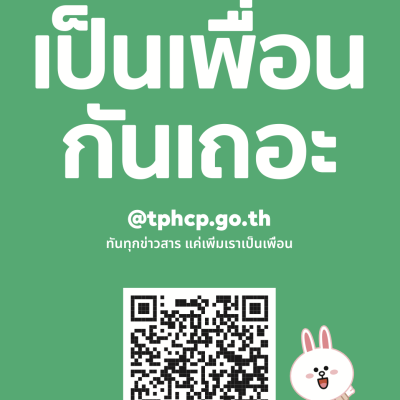 เป็นเพื่อน
กันเถอะ
@tphcp.go.th
ทันทุกข่าวสาร แค่เพิ่มเราเป็นเพื่อน